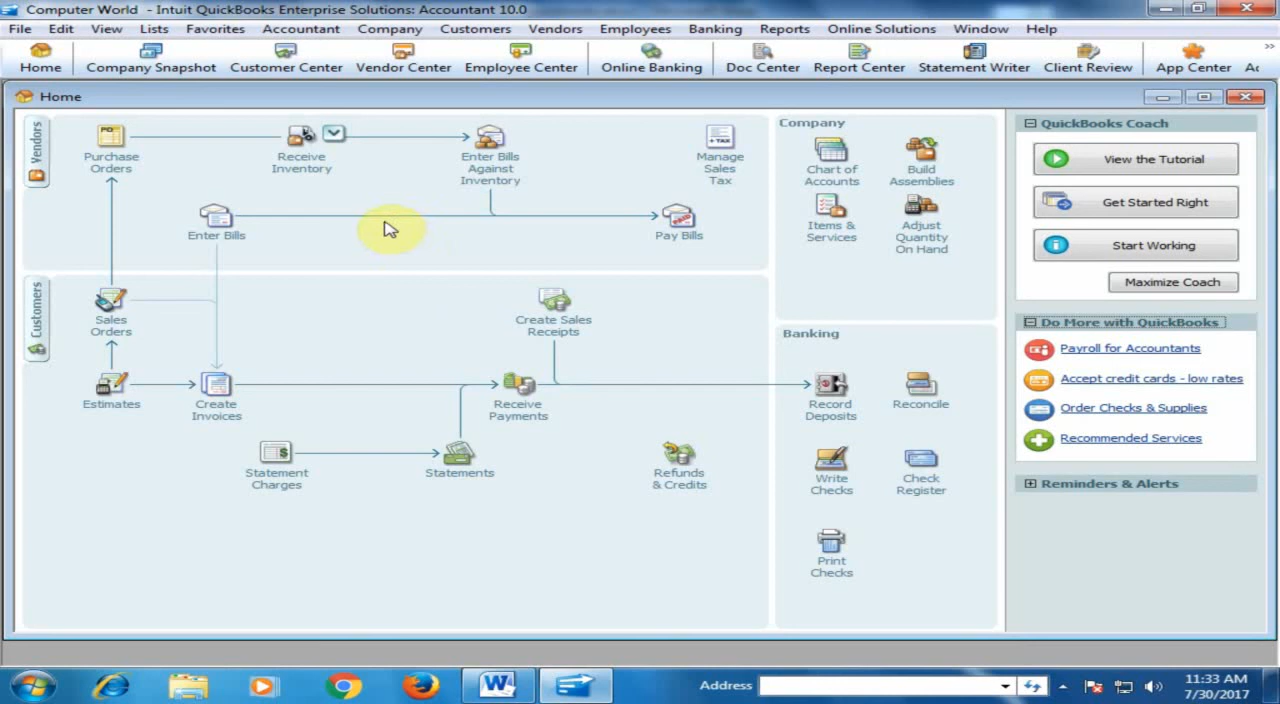 Computer World - Intuit QuickBooks Enterprise Solutions: Accountant 10.0
File Edit View Lists Favorites Accountant Company Customers Vendors Employees Banking Reports Online Solutions Window Help
Home Company Snapshot Customer Center Vendor Center Employee Center Online Banking Doc Center Report Center Statement Writer Client Review App Center Ac
Home
Vendors
PO
Purchase
Orders
Receive
Inventory
Enter Bills
Against
Inventory
+ TAX
Manage
Sales
Tax
Enter Bills
Pay Bills
Customers
Sales
Orders
Create Sales
Receipts
Estimates
Create
Invoices
Receive
Payments
Statement
Charges
Statements
Refunds
& Credits
Company
Chart of
Accounts
Build
Assemblies
Items &
Services
Adjust
Quantity
On Hand
Banking
Record
Deposits
Reconcile
Write
Checks
Check
Register
Print
Checks
QuickBooks Coach
View the Tutorial
Get Started Right
Start Working
Maximize Coach
Do More with QuickBooks
Payroll for Accountants
Accept credit cards - low rates
Order Checks & Supplies
Recommended Services
Reminders & Alerts
Address
11:33 AM
7/30/2017